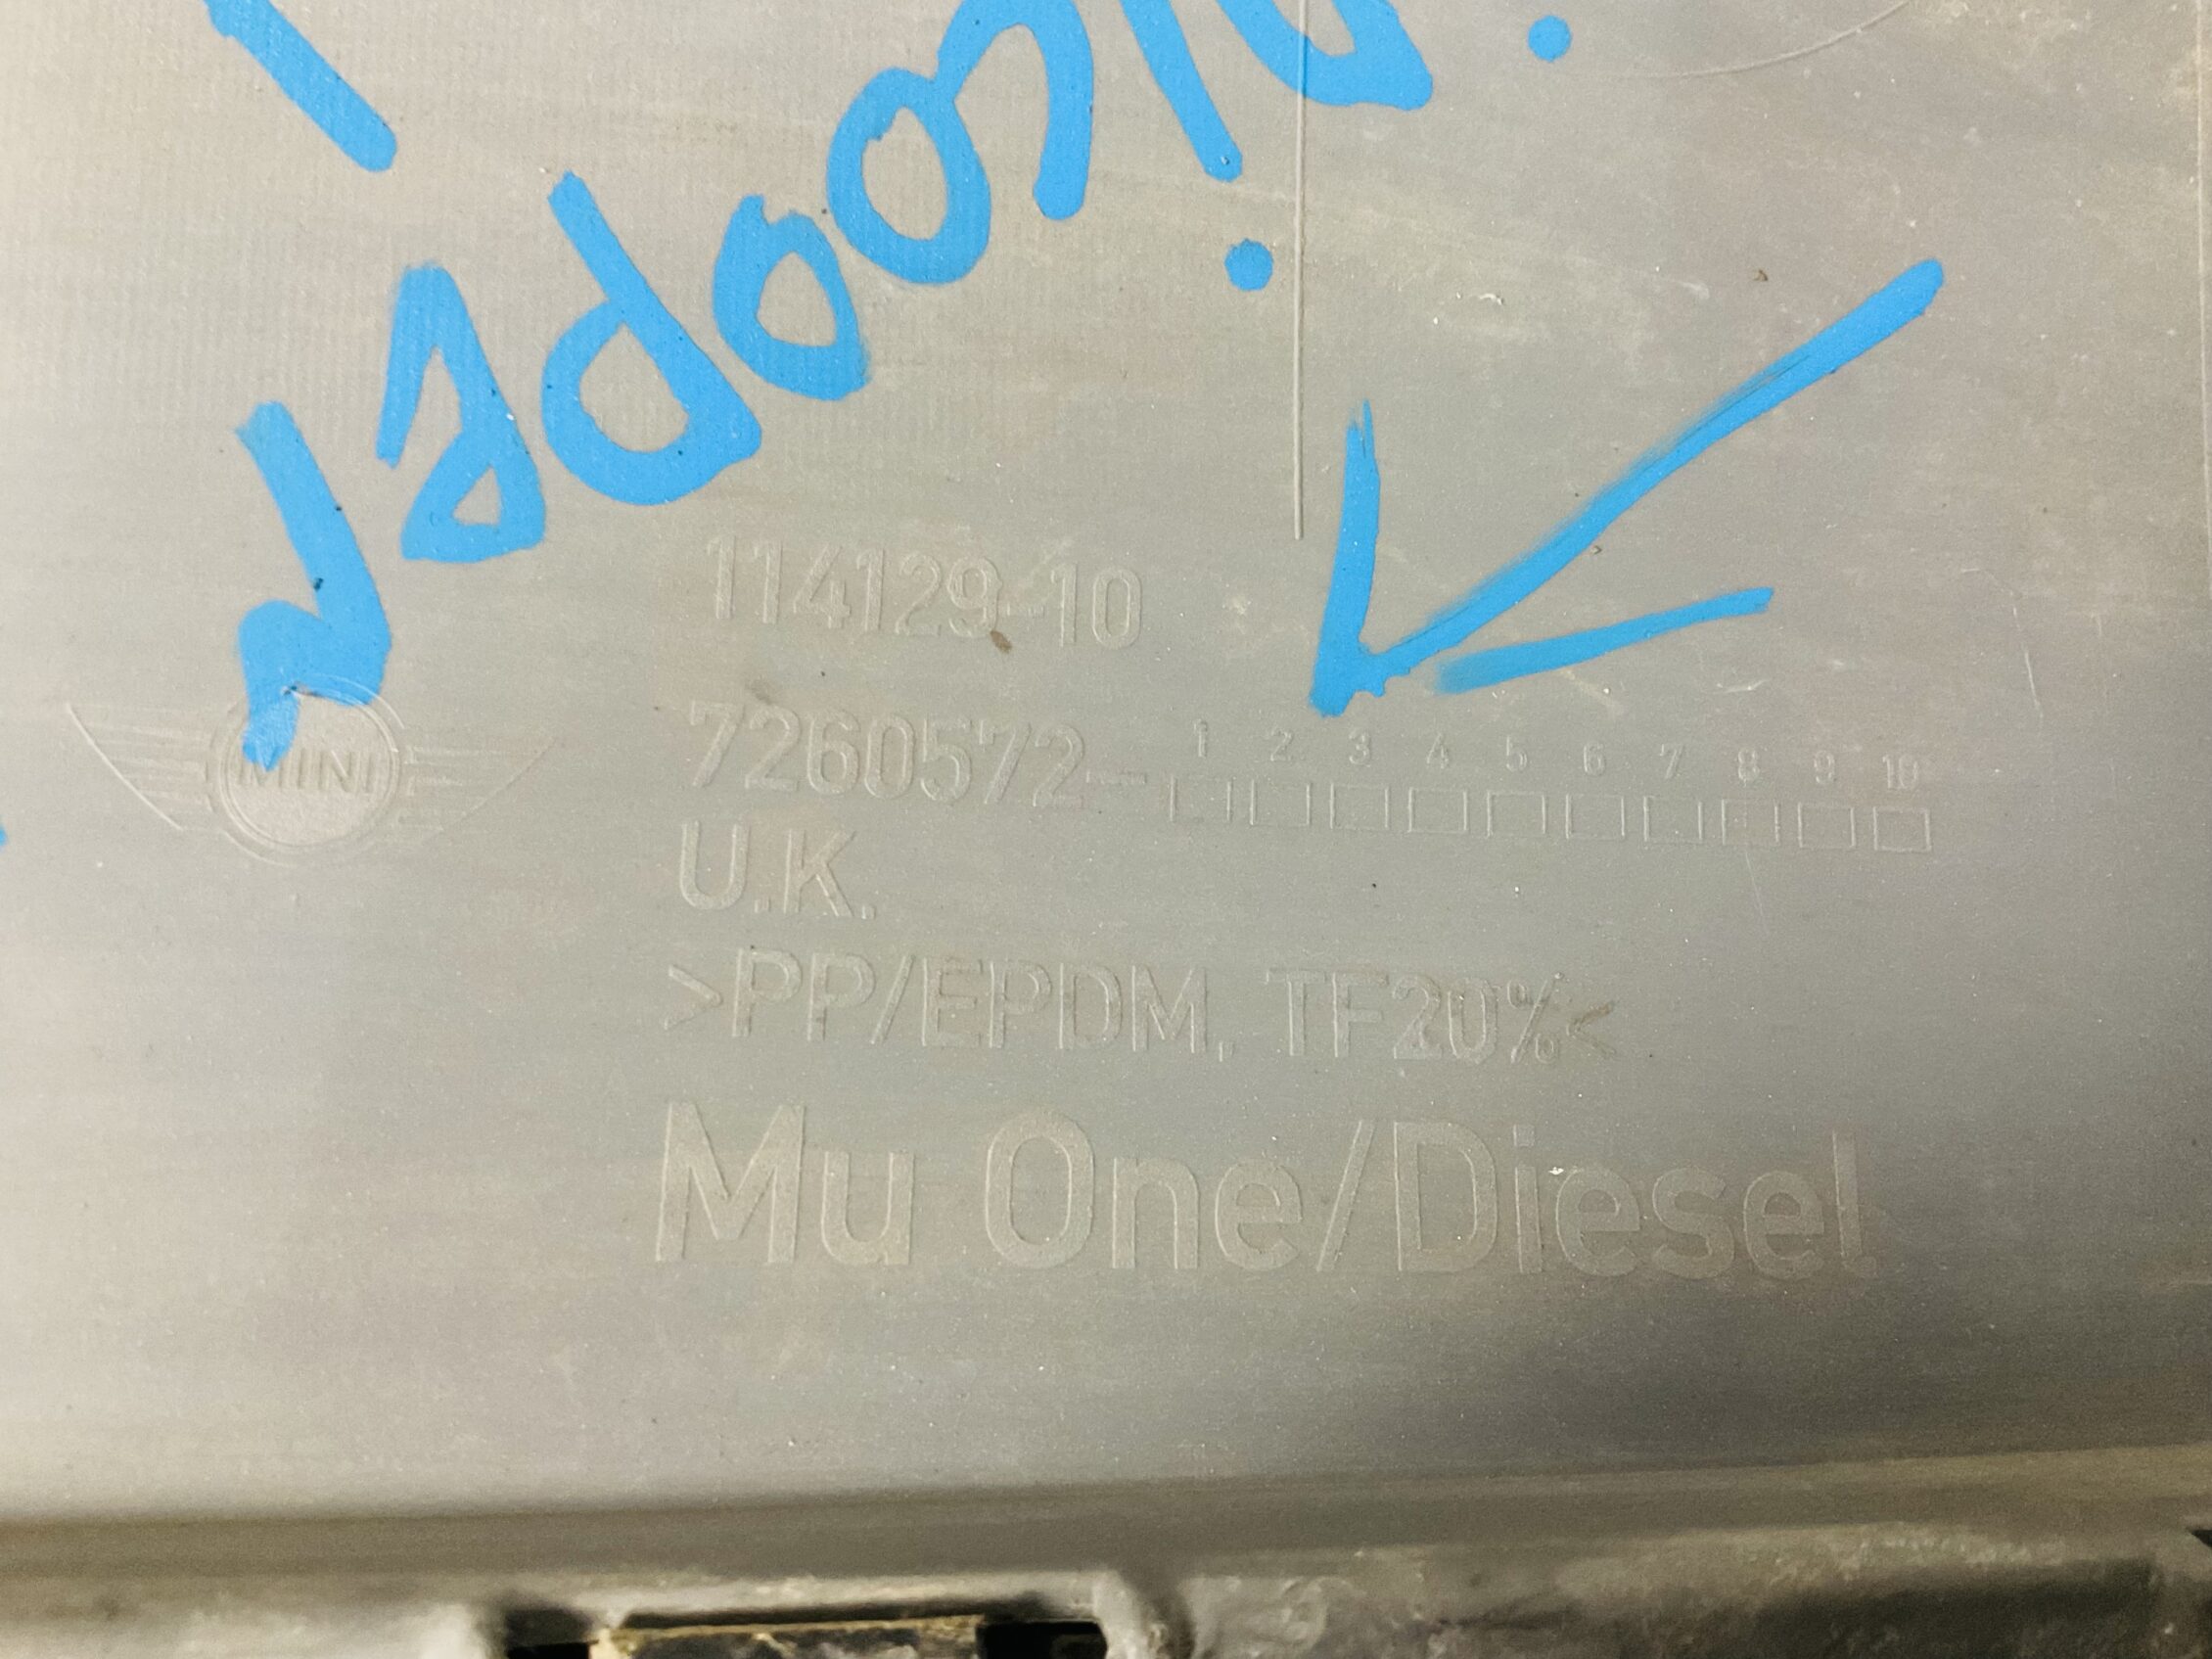 114129-10
MINI
7260572-
1 2 3 4 5 6 7 8 9 10
U.K.
>PP/EPDM, TF20%<
Mu One/Diesel